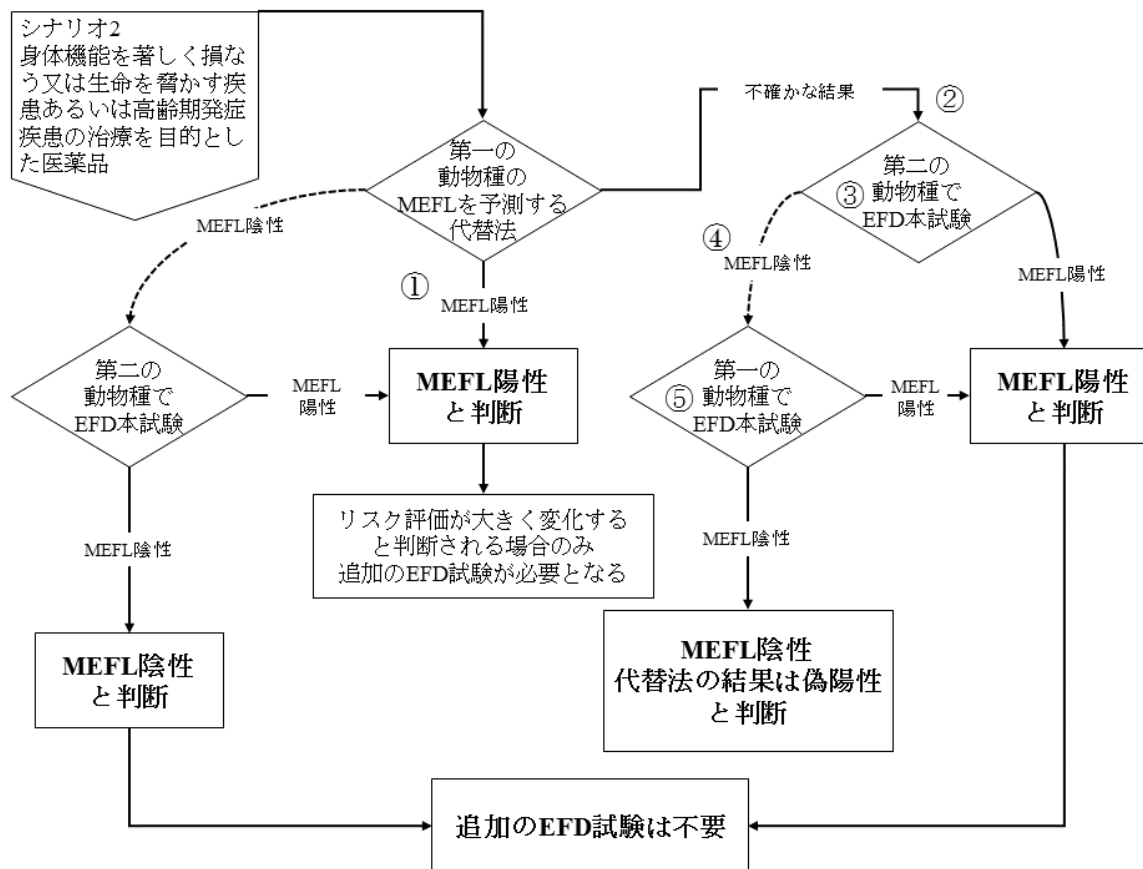 シナリオ2
身体機能を著しく損な
う又は生命を脅かす疾
患あるいは高齢期発症
疾患の治療を目的とし
た医薬品
不確かな結果
②
第一の
動物種の
MEFLを予測する
代替法
第二の
③動物種で
EFD本試験
MEFL陰性
①
MEFL陽性
④
MEFL陰性
MEFL陽性
第二の
動物種で
EFD本試験
MEFL
陽性
MEFL陽性
と判断
第一の
⑤動物種で
EFD本試験
MEFL
陽性
MEFL陽性
と判断
リスク評価が大きく変化する
と判断される場合のみ
追加のEFD試験が必要となる
MEFL陰性
MEFL陰性
MEFL陰性
と判断
MEFL陰性
代替法の結果は偽陽性
と判断
追加のEFD試験は不要